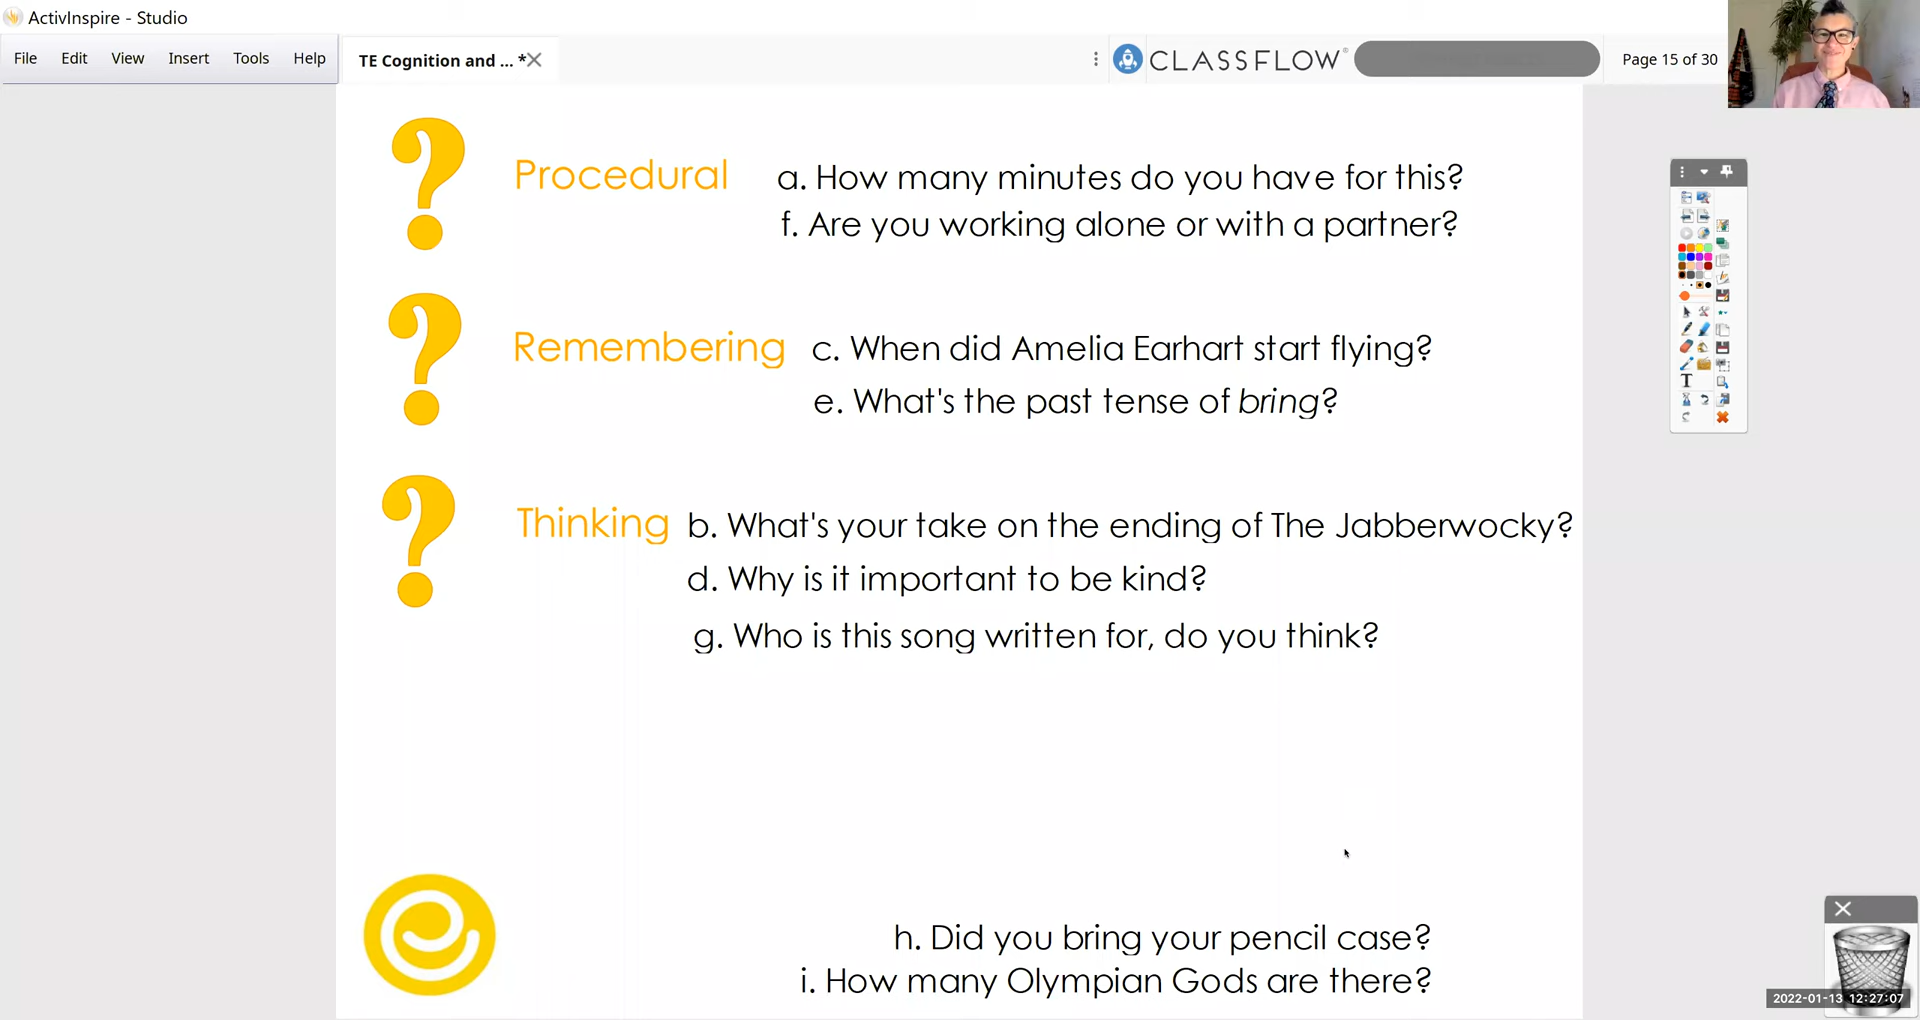 ActivInspire - Studio
File Edit View Insert Tools Help
TE Cognition and ... *
CLASSFLOW
Page 15 of 30
? Procedural a. How many minutes do you have for this?
f. Are you working alone or with a partner?
? Remembering c. When did Amelia Earhart start flying?
e. What's the past tense of bring?
? Thinking b. What's your take on the ending of The Jabberwocky?
d. Why is it important to be kind?
g. Who is this song written for, do you think?
h. Did you bring your pencil case?
i. How many Olympian Gods are there?
T
2022-01-13 12:27:07